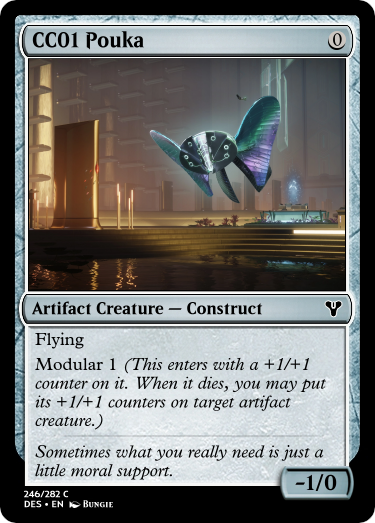 CC01 Pouka
0
Artifact Creature — Construct
Flying
Modular 1 (This enters with a +1/+1
counter on it. When it dies, you may put
its +1/+1 counters on target artifact
creature.)
Sometimes what you really need is just a
little moral support.
-1/0
246/282 C
DES • EN Bungie